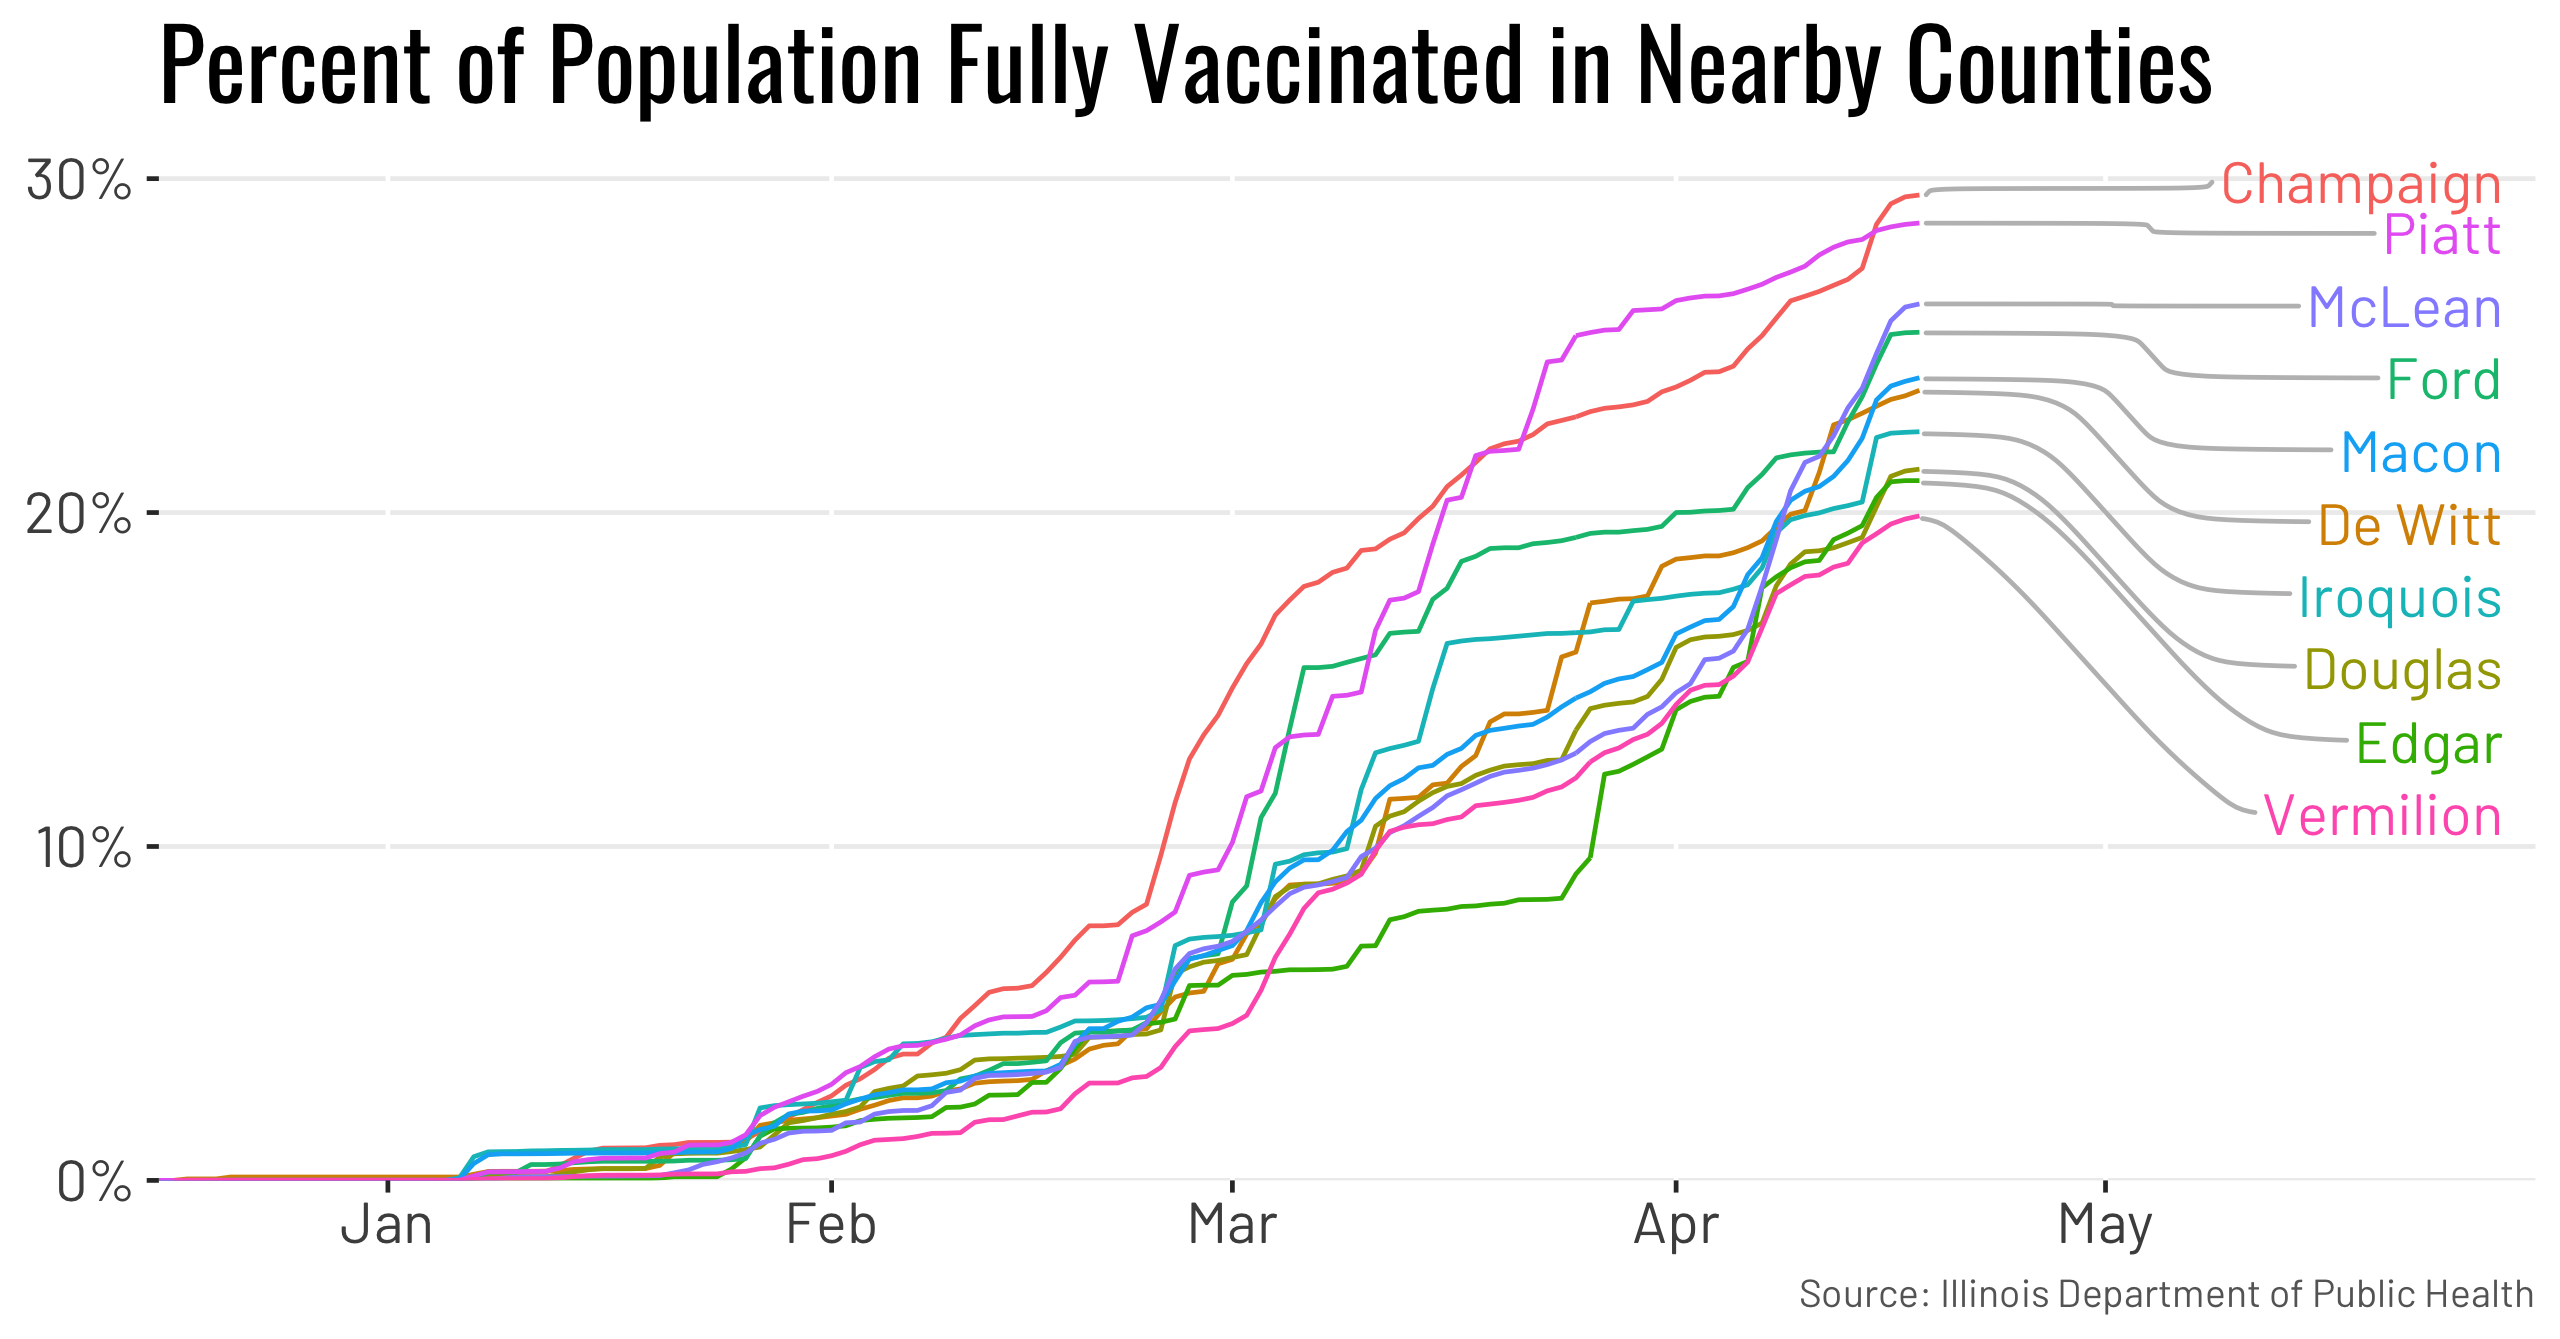 Percent of Population Fully Vaccinated in Nearby Counties
30%
20%
10%
0%
Champaign
Piatt
McLean
Ford
Macon
De Witt
Iroquois
Douglas
Edgar
Vermilion
Jan
Feb
Mar
Apr
May
Source: Illinois Department of Public Health